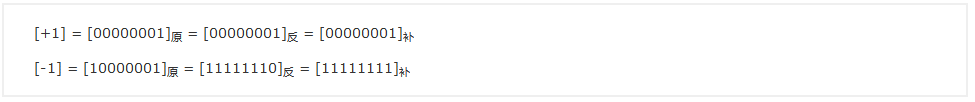 [+1] = [00000001]原 = [00000001]反 = [00000001]补
[-1] = [10000001]原 = [11111110]反 = [11111111]补